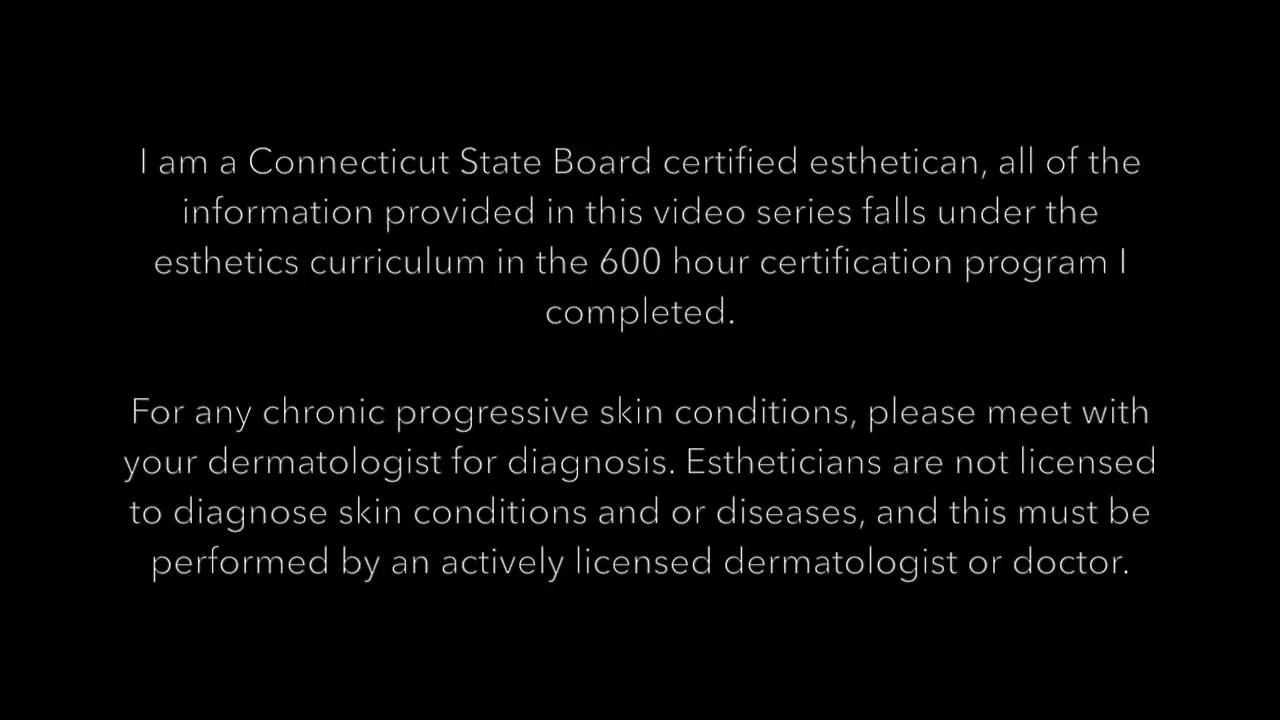 I am a Connecticut State Board certified esthetican, all of the
information provided in this video series falls under the
esthetics curriculum in the 600 hour certification program I
completed.
For any chronic progressive skin conditions, please meet with
your dermatologist for diagnosis. Estheticians are not licensed
to diagnose skin conditions and or diseases, and this must be
performed by an actively licensed dermatologist or doctor.